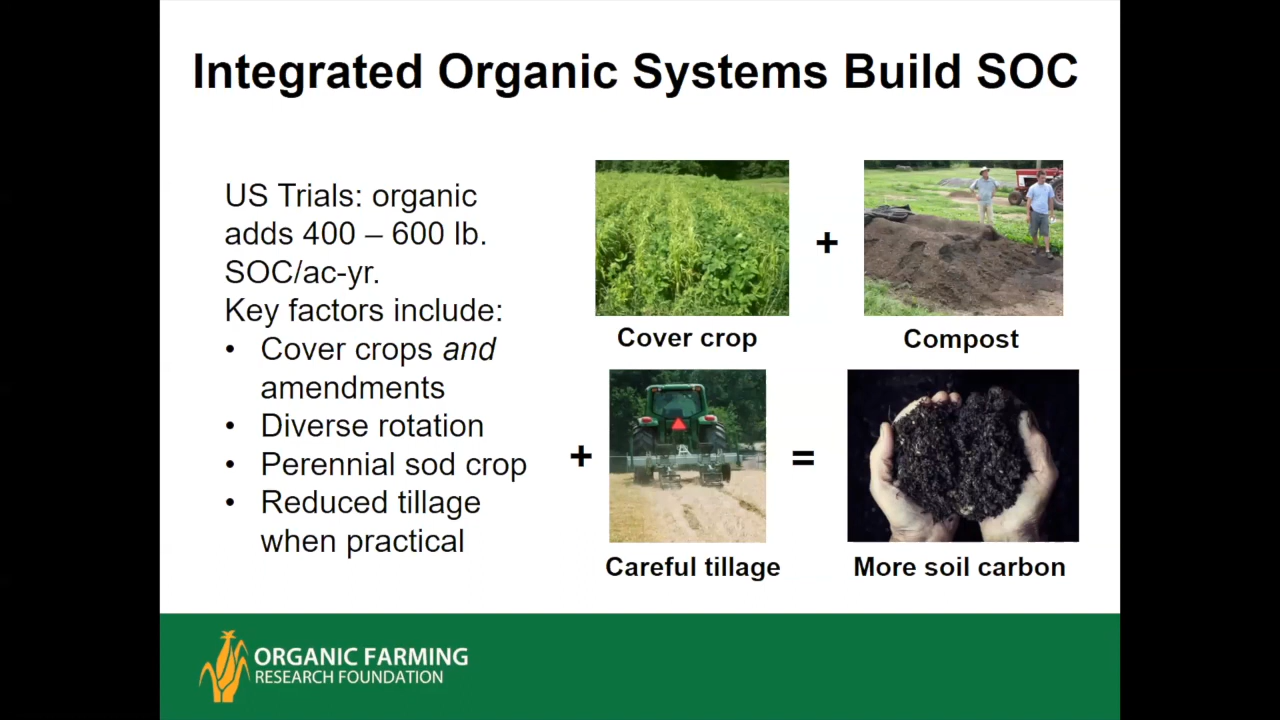 Integrated Organic Systems Build SOC
US Trials: organic
adds 400 – 600 lb.
SOC/ac-yr.
Key factors include:
• Cover crops and
amendments
• Diverse rotation
• Perennial sod crop
• Reduced tillage
when practical
+
Cover crop
Compost
+
=
Careful tillage
More soil carbon
ORGANIC FARMING
RESEARCH FOUNDATION